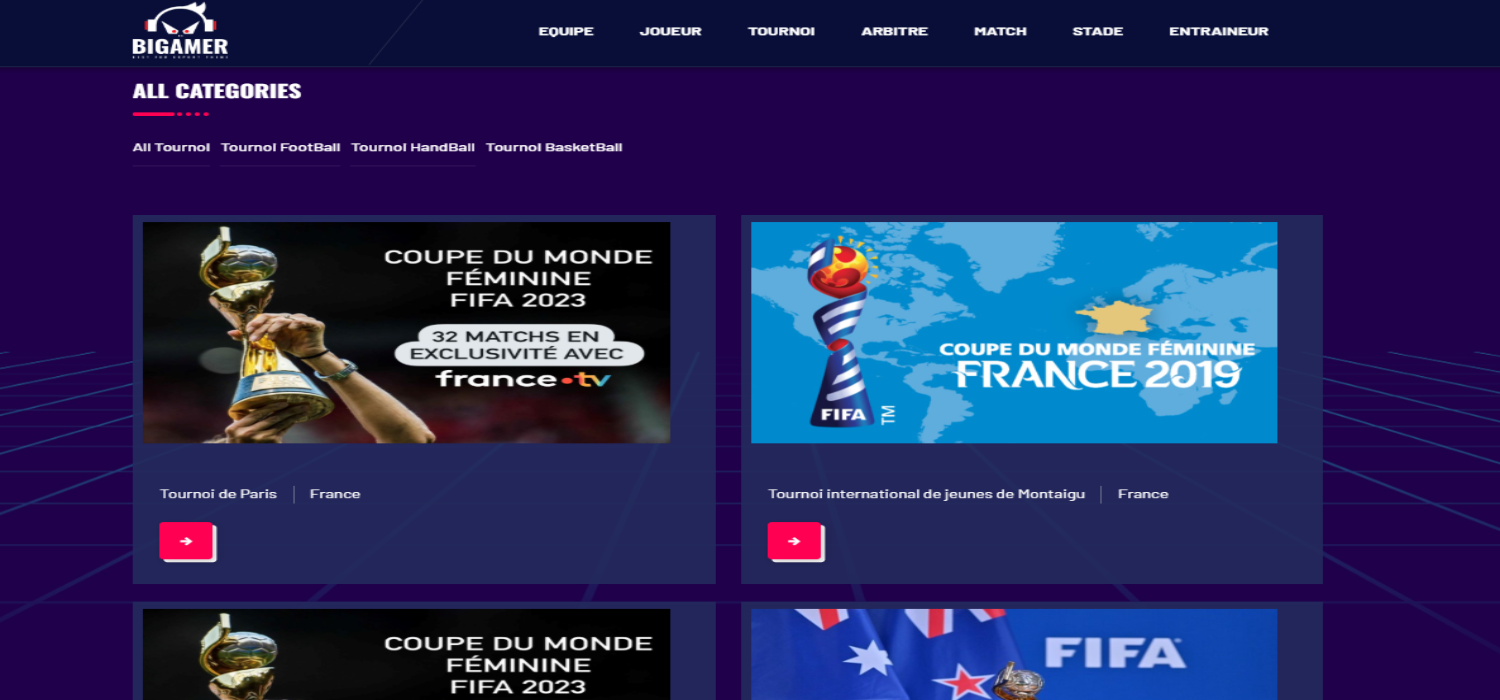 BIGAMER
EQUIPE JOUEUR TOURNOI ARBITRE MATCH STADE ENTRAINEUR
ALL CATEGORIES
All Tournoi Tournoi FootBall Tournoi HandBall Tournoi BasketBall
COUPE DU MONDE
FÉMININE
FIFA 2023
32 MATCHS EN
EXCLUSIVITÉ AVEC
france•tv
COUPE DU MONDE FÉMININE
FRANCE 2019
FIFA
TM
Tournoi de Paris | France
Tournoi international de jeunes de Montaigu | France
COUPE DU MONDE
FÉMININE
FIFA 2023
FIFA